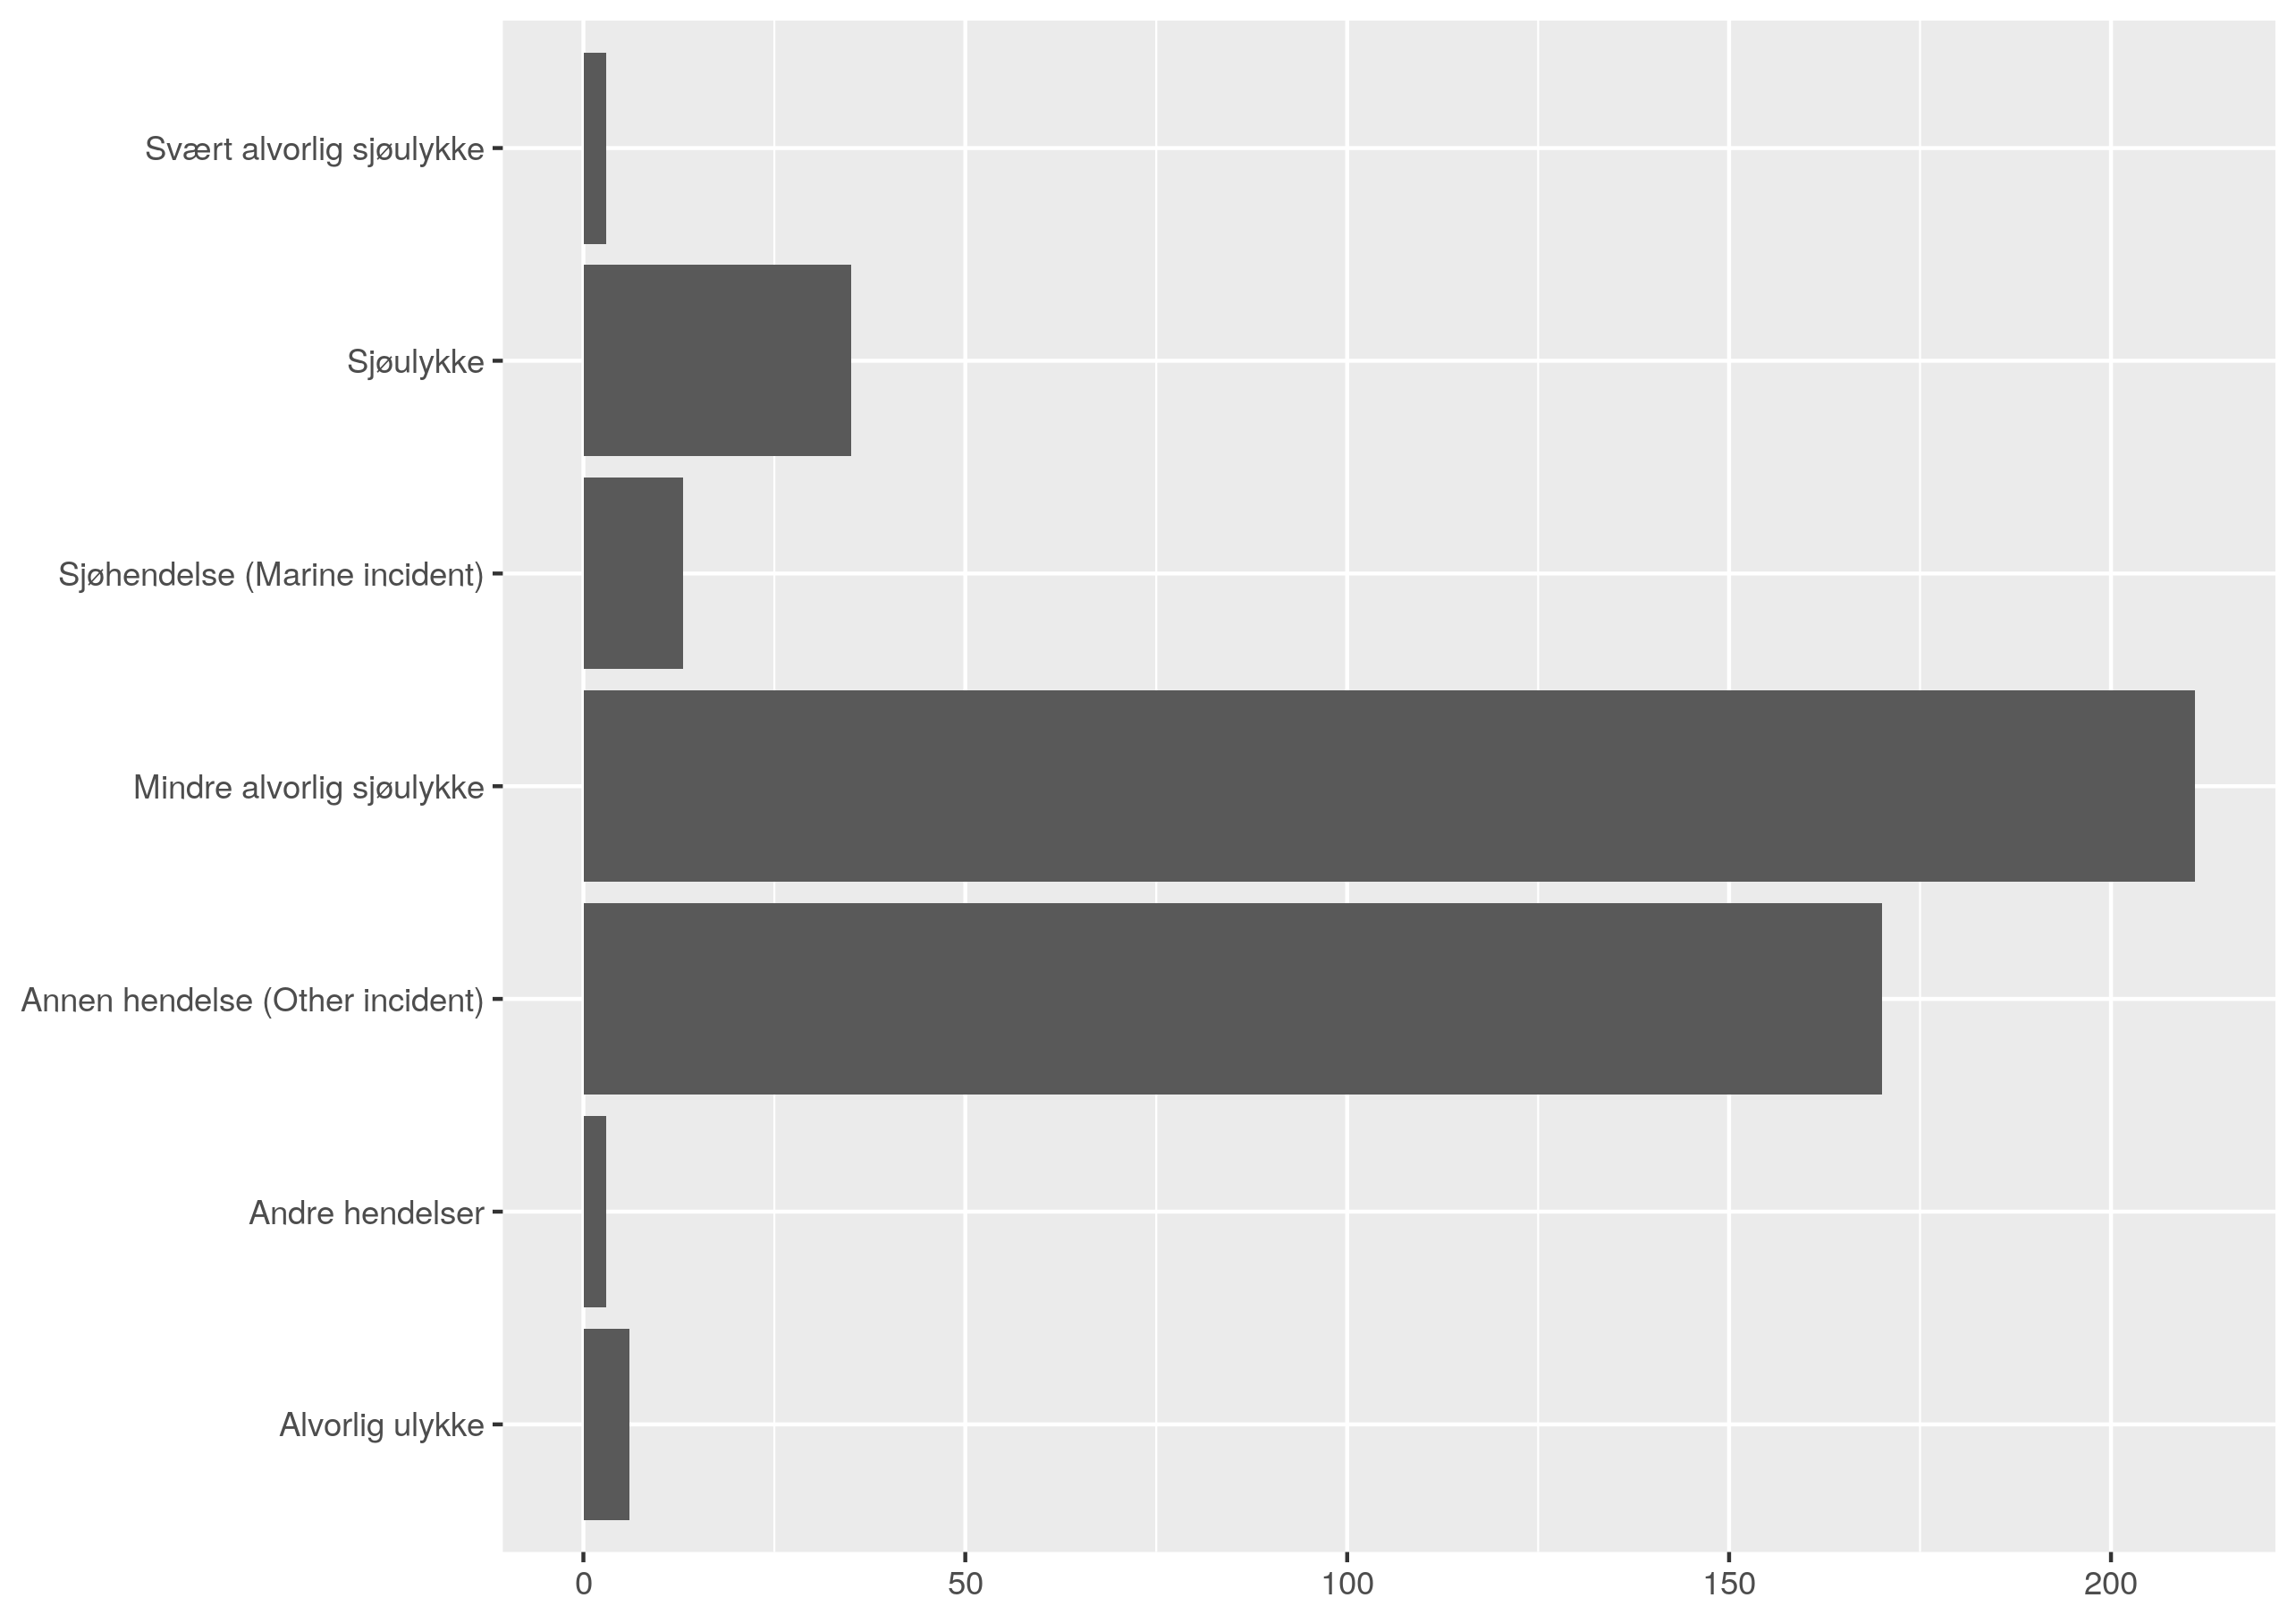 Svært alvorlig sjøulykke
Sjøulykke
Sjøhendelse (Marine incident)
Mindre alvorlig sjøulykke
Annen hendelse (Other incident)
Andre hendelser
Alvorlig ulykke
0 50 100 150 200